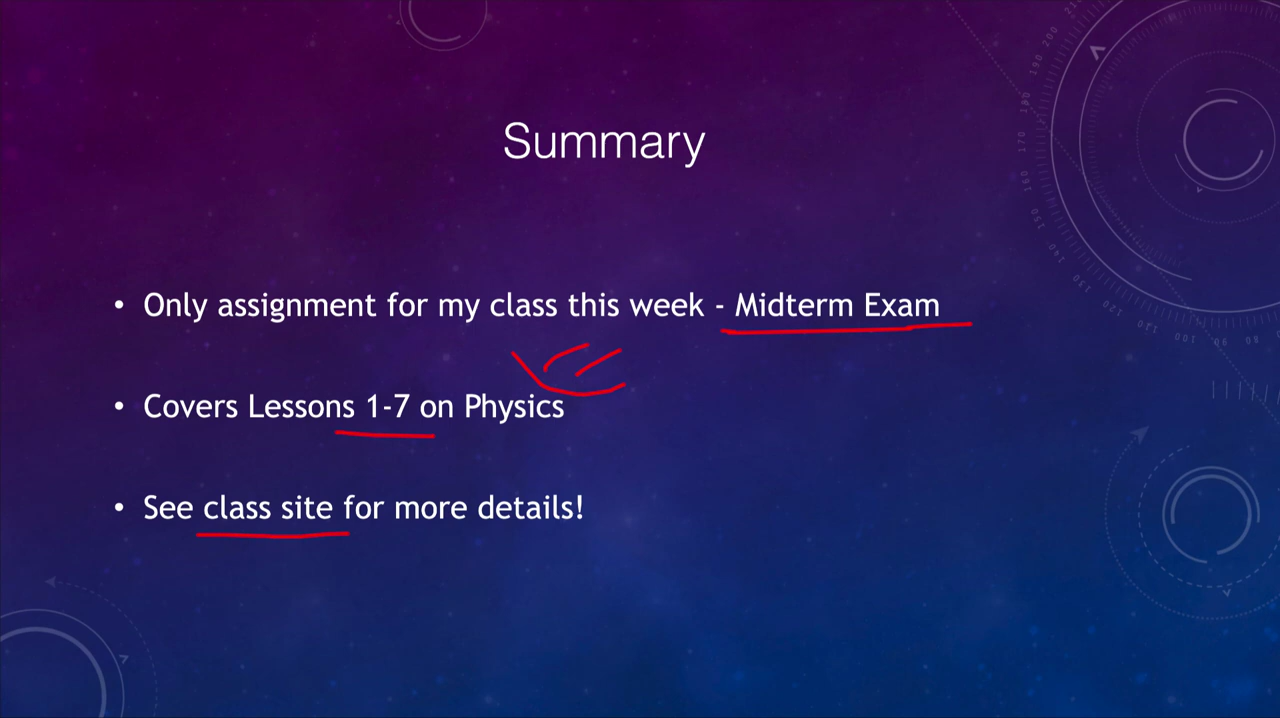 Summary
• Only assignment for my class this week - Midterm Exam
• Covers Lessons 1-7 on Physics
• See class site for more details!